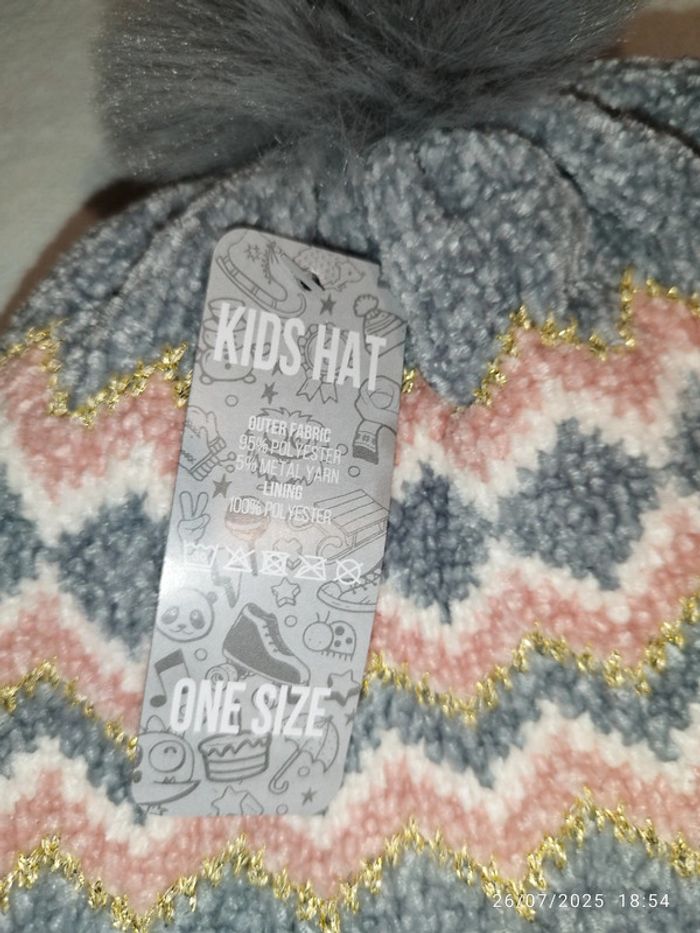 KIDS HAT
OUTER FABRIC
95% POLYESTER
5% METAL YARN
LINING
100% POLYESTER
ONE SIZE
26/07/2025 18:54